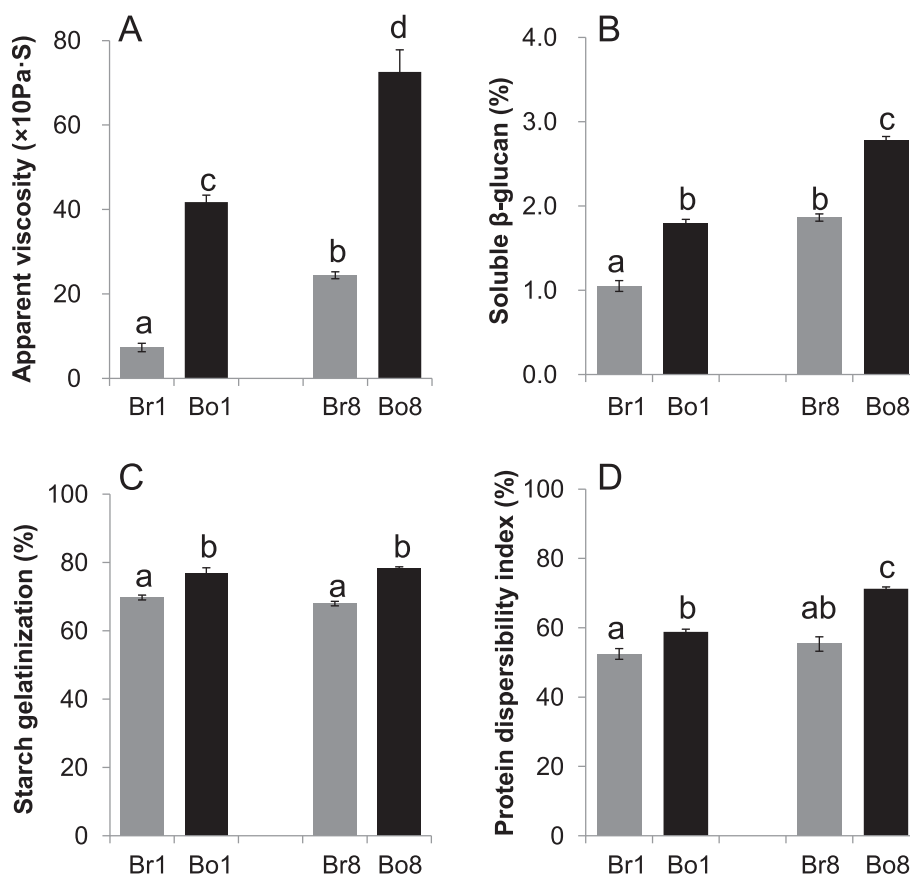 A
Apparent viscosity (×10Pa·S)
80
60
40
20
0
a
c
b
d
Br1 Bo1 Br8 Bo8
B
Soluble β-glucan (%)
4.0
3.0
2.0
1.0
0.0
a
b
b
c
Br1 Bo1 Br8 Bo8
C
Starch gelatinization (%)
100
80
60
40
20
0
a
b
a
b
Br1 Bo1 Br8 Bo8
D
Protein dispersibility index (%)
100
80
60
40
20
0
a
b
ab
c
Br1 Bo1 Br8 Bo8